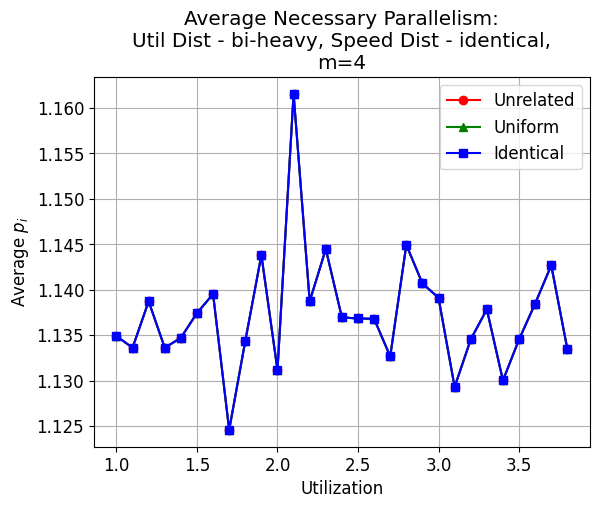 Average Necessary Parallelism:
Util Dist - bi-heavy, Speed Dist - identical,
m=4
Unrelated
Uniform
Identical
Average p_i
1.160
1.155
1.150
1.145
1.140
1.135
1.130
1.125
1.0 1.5 2.0 2.5 3.0 3.5
Utilization